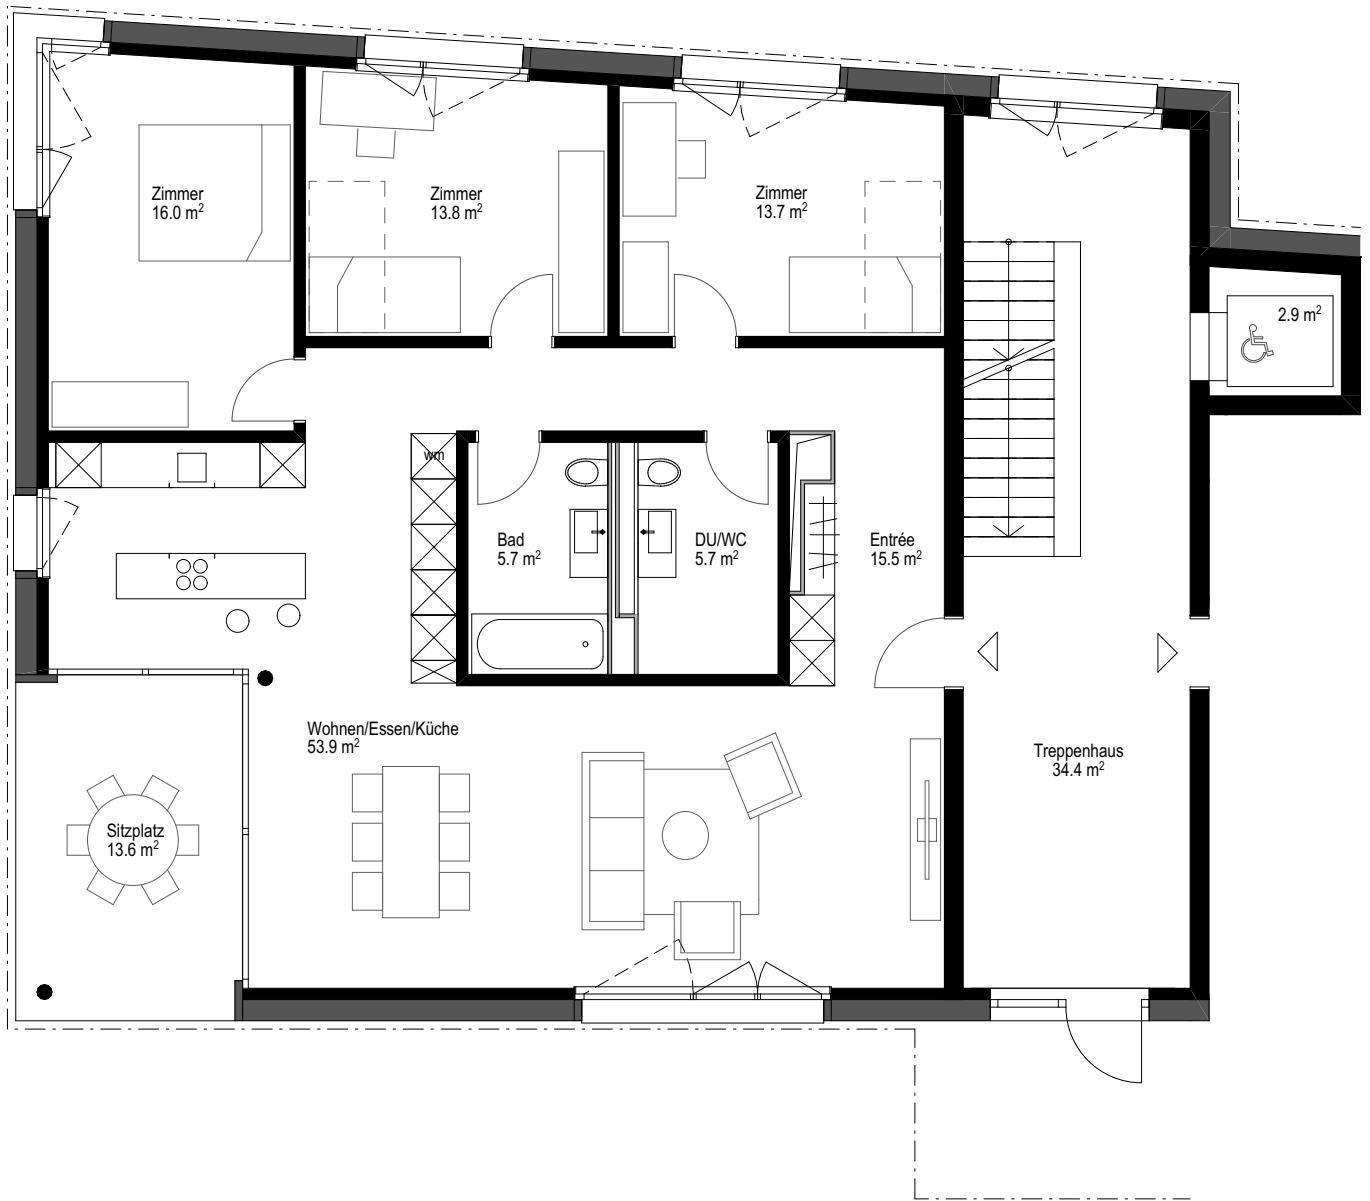 Zimmer
16.0 m²
Zimmer
13.8 m²
Zimmer
13.7 m²
2.9 m²
wm
Bad
5.7 m²
DU/WC
5.7 m²
Entrée
15.5 m²
Wohnen/Essen/Küche
53.9 m²
Treppenhaus
34.4 m²
Sitzplatz
13.6 m²